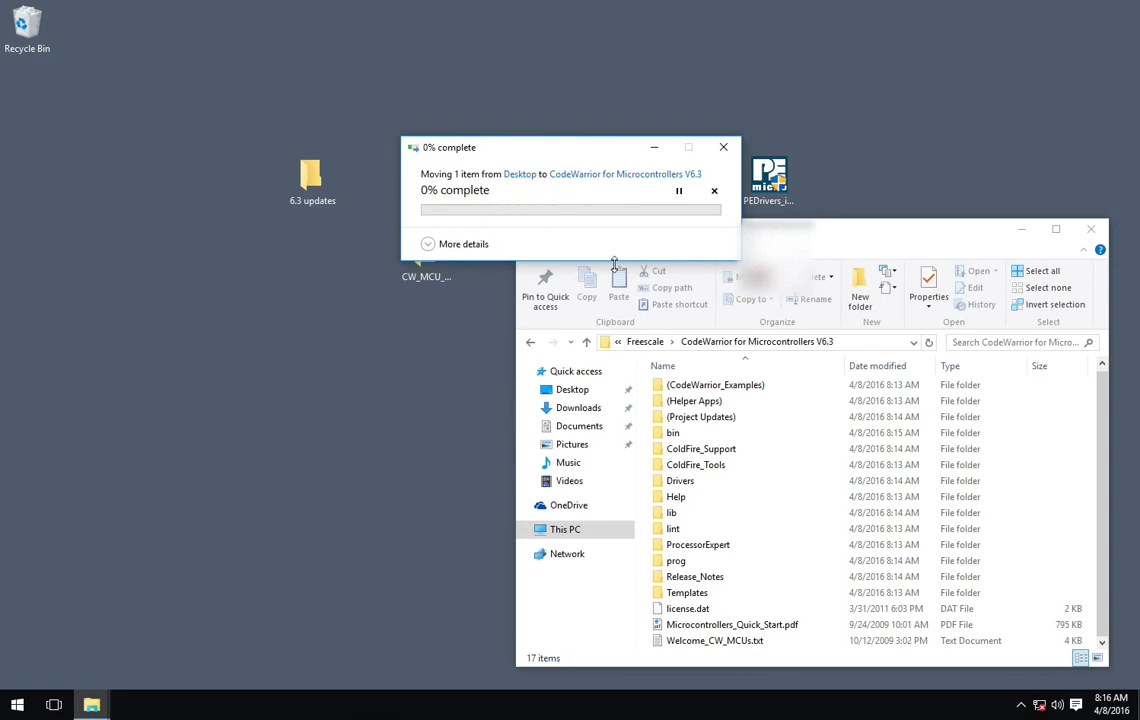 Recycle Bin
6.3 updates
CW_MCU_...
PE
micro
PEDrivers_i...
0% complete
Moving 1 item from Desktop to CodeWarrior for Microcontrollers V6.3
0% complete
More details
Pin to Quick access
Copy
Paste
Cut
Copy path
Paste shortcut
Clipboard
Copy to
Rename
Organize
New folder
New
Properties
Open
Edit
History
Open
Select all
Select none
Invert selection
Select
« Freescale > CodeWarrior for Microcontrollers V6.3
Search CodeWarrior for Micro...
Quick access
Desktop
Downloads
Documents
Pictures
Music
Videos
OneDrive
This PC
Network
Name Date modified Type Size
(CodeWarrior_Examples) 4/8/2016 8:13 AM File folder
(Helper Apps) 4/8/2016 8:13 AM File folder
(Project Updates) 4/8/2016 8:14 AM File folder
bin 4/8/2016 8:15 AM File folder
ColdFire_Support 4/8/2016 8:14 AM File folder
ColdFire_Tools 4/8/2016 8:13 AM File folder
Drivers 4/8/2016 8:14 AM File folder
Help 4/8/2016 8:13 AM File folder
lib 4/8/2016 8:14 AM File folder
lint 4/8/2016 8:13 AM File folder
ProcessorExpert 4/8/2016 8:13 AM File folder
prog 4/8/2016 8:14 AM File folder
Release_Notes 4/8/2016 8:14 AM File folder
Templates 4/8/2016 8:13 AM File folder
license.dat 3/31/2011 6:03 PM DAT File 2 KB
Microcontrollers_Quick_Start.pdf 9/24/2009 10:01 AM PDF File 795 KB
Welcome_CW_MCUs.txt 10/12/2009 3:02 PM Text Document 4 KB
17 items
8:16 AM
4/8/2016